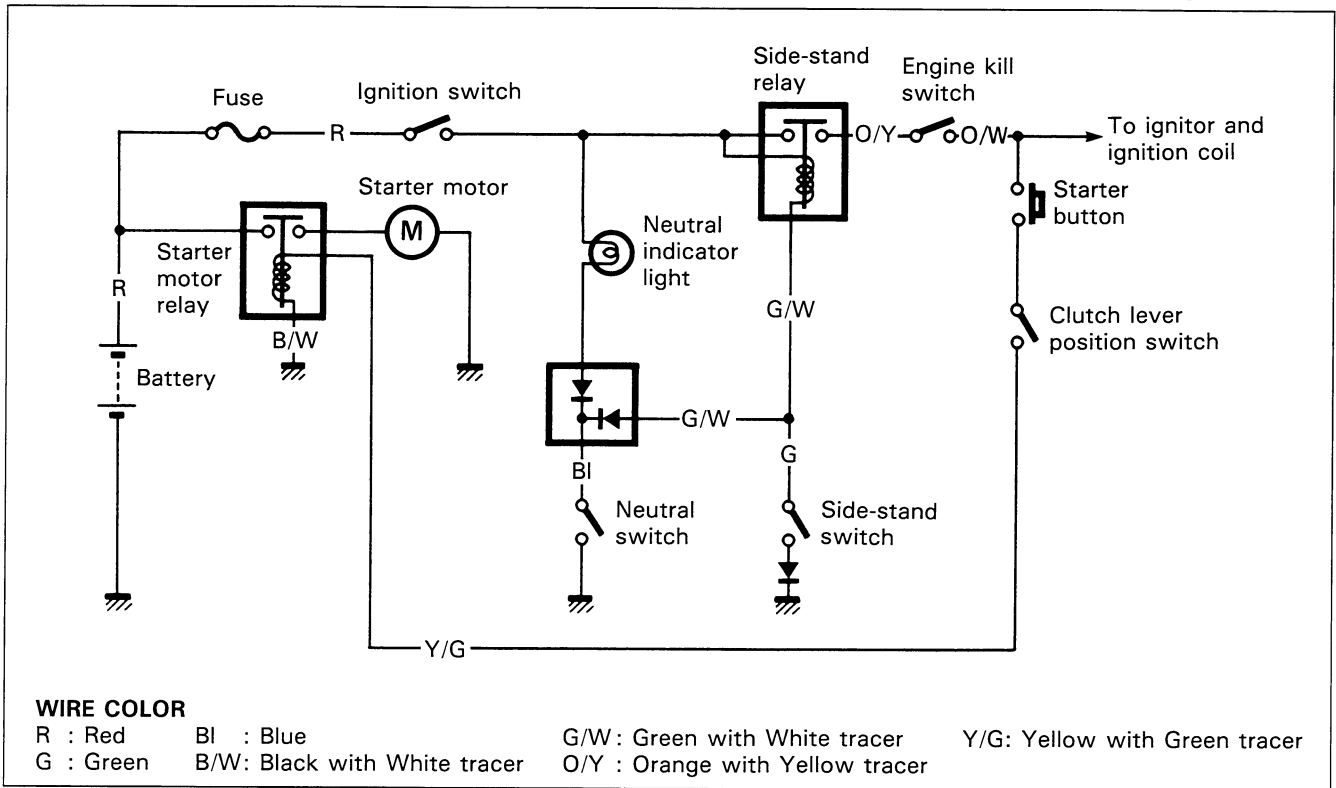 Side-stand
relay
Engine kill
switch
Fuse
Ignition switch
R
O/Y
O/W
To ignitor and
ignition coil
Starter motor
M
Starter
button
Starter
motor
relay
Neutral
indicator
light
R
B/W
G/W
Clutch lever
position switch
Battery
G/W
G
Bl
Neutral
switch
Side-stand
switch
Y/G
WIRE COLOR
R : Red Bl : Blue G/W : Green with White tracer Y/G: Yellow with Green tracer
G : Green B/W: Black with White tracer O/Y : Orange with Yellow tracer